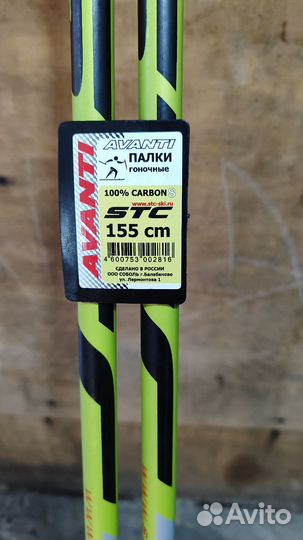 AVANTI
AVANTI
ПАЛКИ
гоночные
100% CARBON S
www.stc-ski.ru
STC
155 cm
4 600753 002816
СДЕЛАНО В РОССИИ
ООО СОБОЛЬ г.Балабаново
ул. Лермонтова 1
Avito